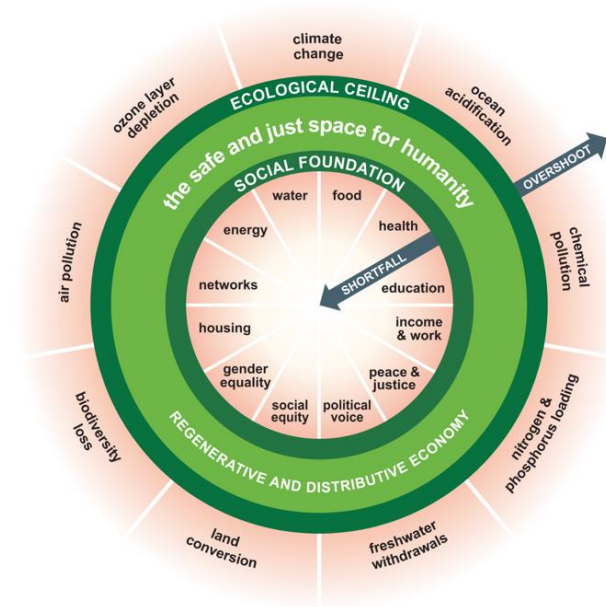 climate
change
ocean
acidification
chemical
pollution
nitrogen &
phosphorus loading
freshwater
withdrawals
land
conversion
biodiversity
loss
air pollution
ozone layer
depletion
ECOLOGICAL CEILING
OVERSHOOT
the safe and just space for humanity
SOCIAL FOUNDATION
SHORTFALL
water
food
health
education
income
& work
peace &
justice
political
voice
social
equity
gender
equality
housing
networks
energy
REGENERATIVE AND DISTRIBUTIVE ECONOMY